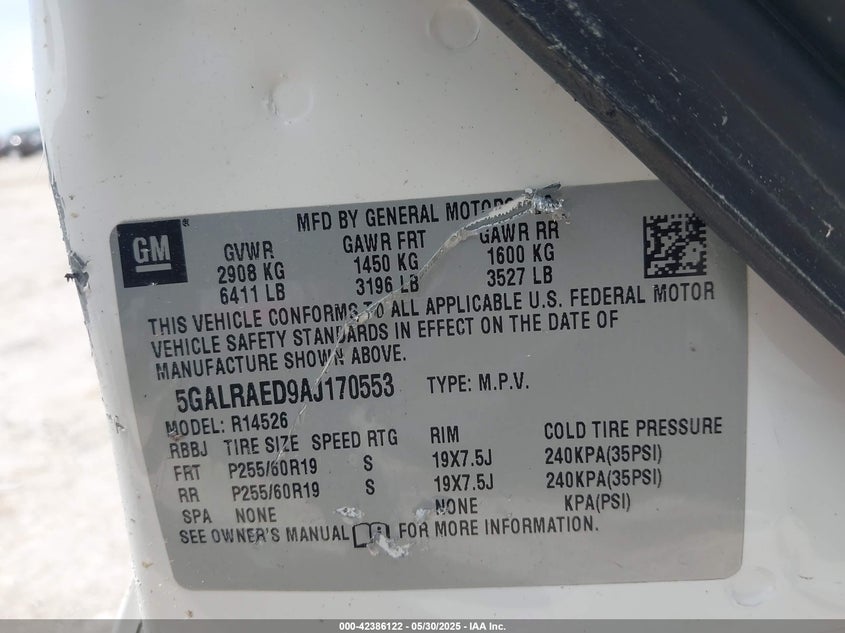 MFD BY GENERAL MOTORS
GM
GVWR GAWR FRT GAWR RR
2908 KG 1450 KG 1600 KG
6411 LB 3196 LB 3527 LB
THIS VEHICLE CONFORMS TO ALL APPLICABLE U.S. FEDERAL MOTOR
VEHICLE SAFETY STANDARDS IN EFFECT ON THE DATE OF
MANUFACTURE SHOWN ABOVE.
5GALRAED9AJ170553 TYPE: M.P.V.
MODEL: R14526
RBBJ TIRE SIZE SPEED RTG RIM COLD TIRE PRESSURE
FRT P255/60R19 S 19X7.5J 240KPA(35PSI)
RR P255/60R19 S 19X7.5J 240KPA(35PSI)
SPA NONE NONE KPA(PSI)
SEE OWNER'S MANUAL FOR MORE INFORMATION.
000-42386122 — 05/30/2025 - IAA Inc.